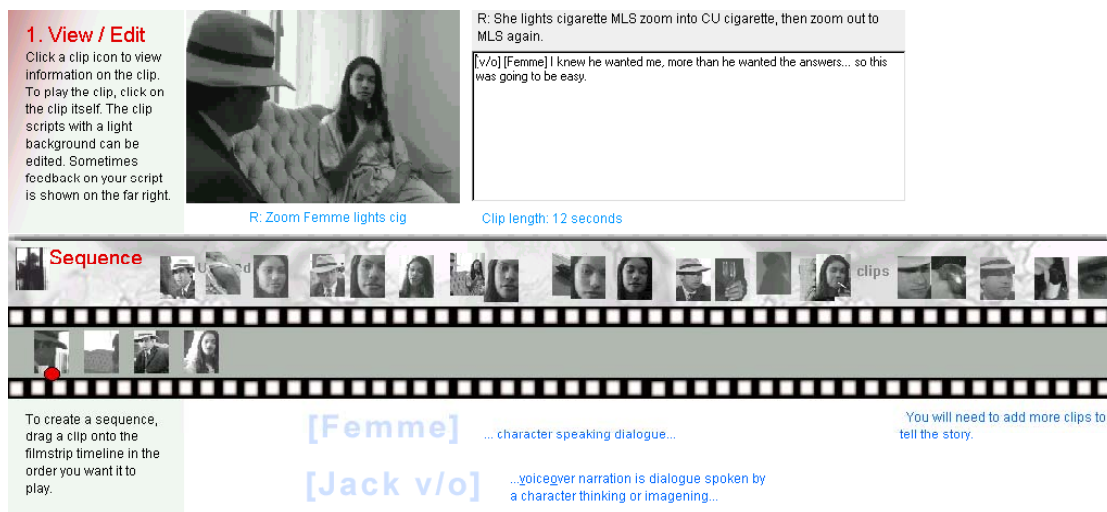 1. View / Edit
Click a clip icon to view
information on the clip.
To play the clip, click on
the clip itself. The clip
scripts with a light
background can be
edited. Sometimes
feedback on your script
is shown on the far right.
R: Zoom Femme lights cig
R: She lights cigarette MLS zoom into CU cigarette, then zoom out to
MLS again.
[v/o] [Femme] I knew he wanted me, more than he wanted the answers... so this
was going to be easy.
Clip length: 12 seconds
Sequence
clips
To create a sequence,
drag a clip onto the
filmstrip timeline in the
order you want it to
play.
[Femme] ... character speaking dialogue...
[Jack v/o] ...voiceover narration is dialogue spoken by
a character thinking or imagening...
You will need to add more clips to
tell the story.